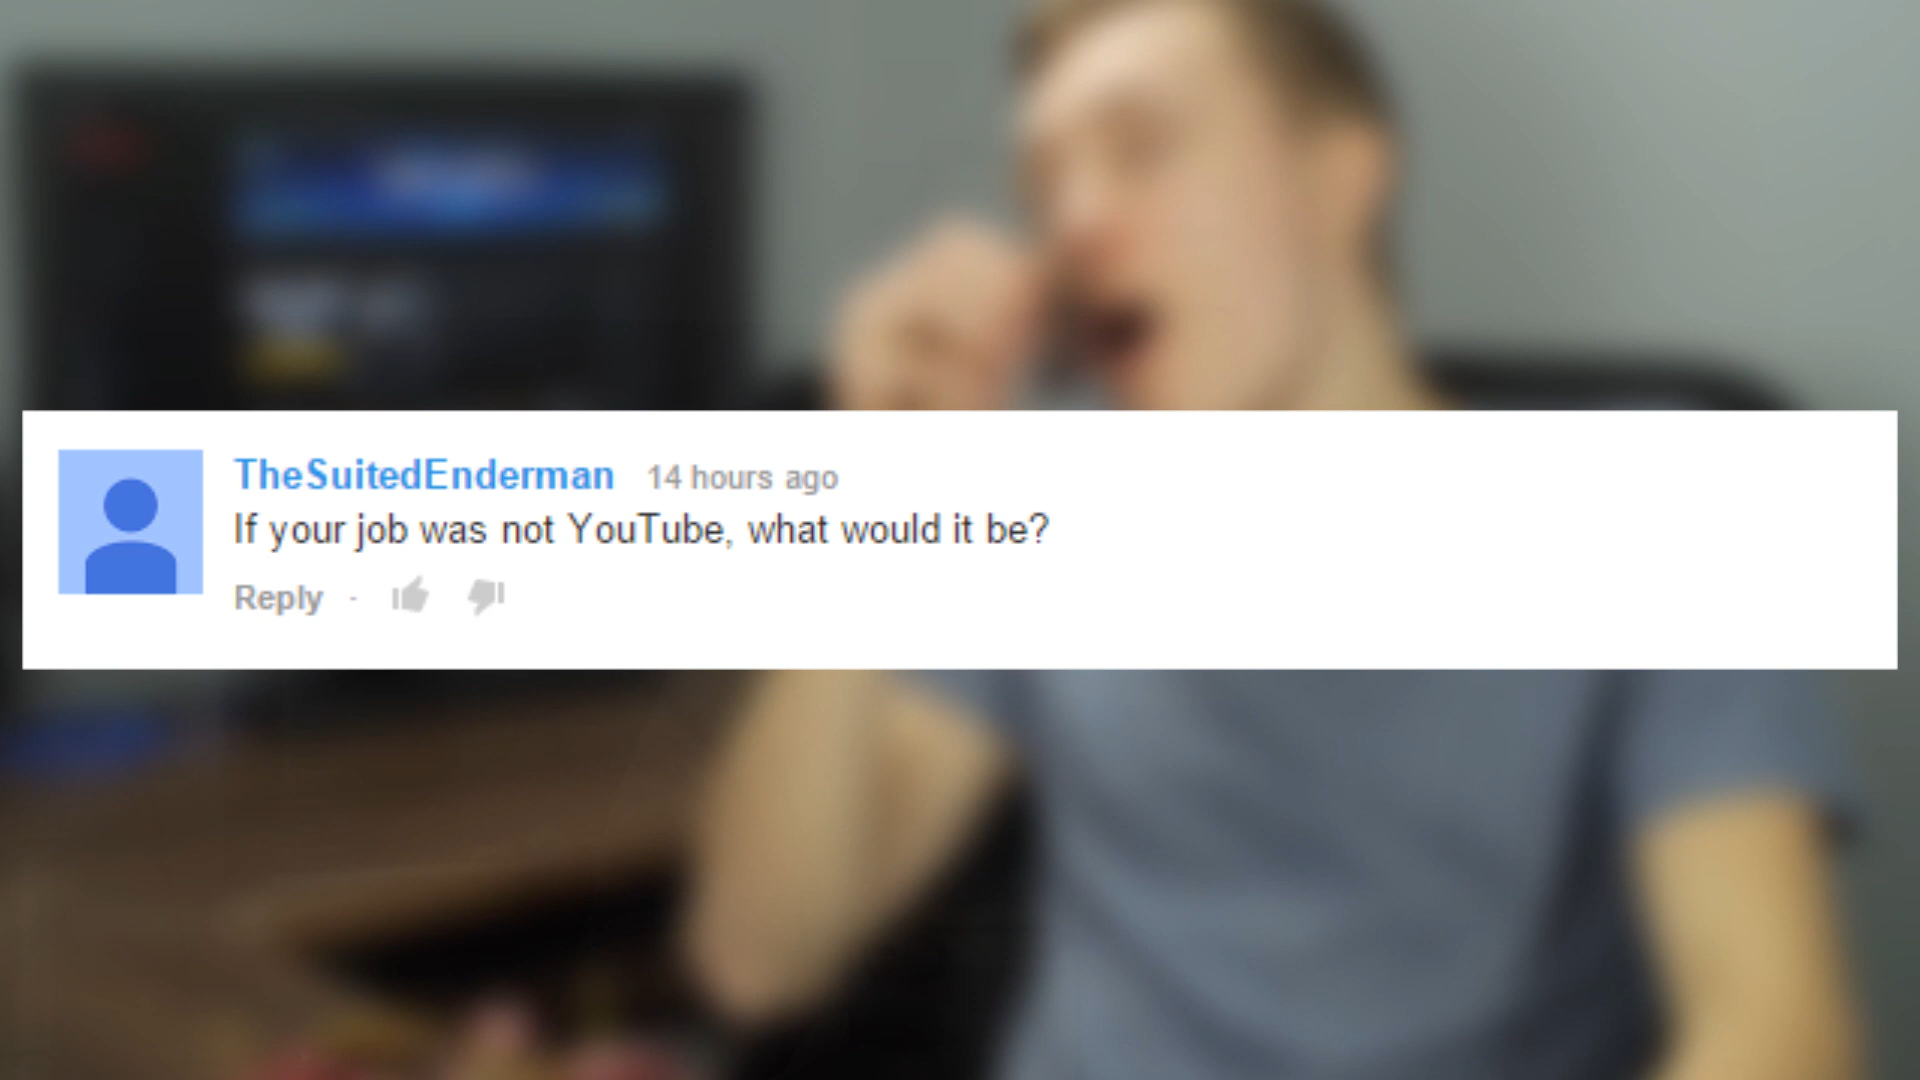 TheSuitedEnderman 14 hours ago
If your job was not YouTube, what would it be?
Reply ·